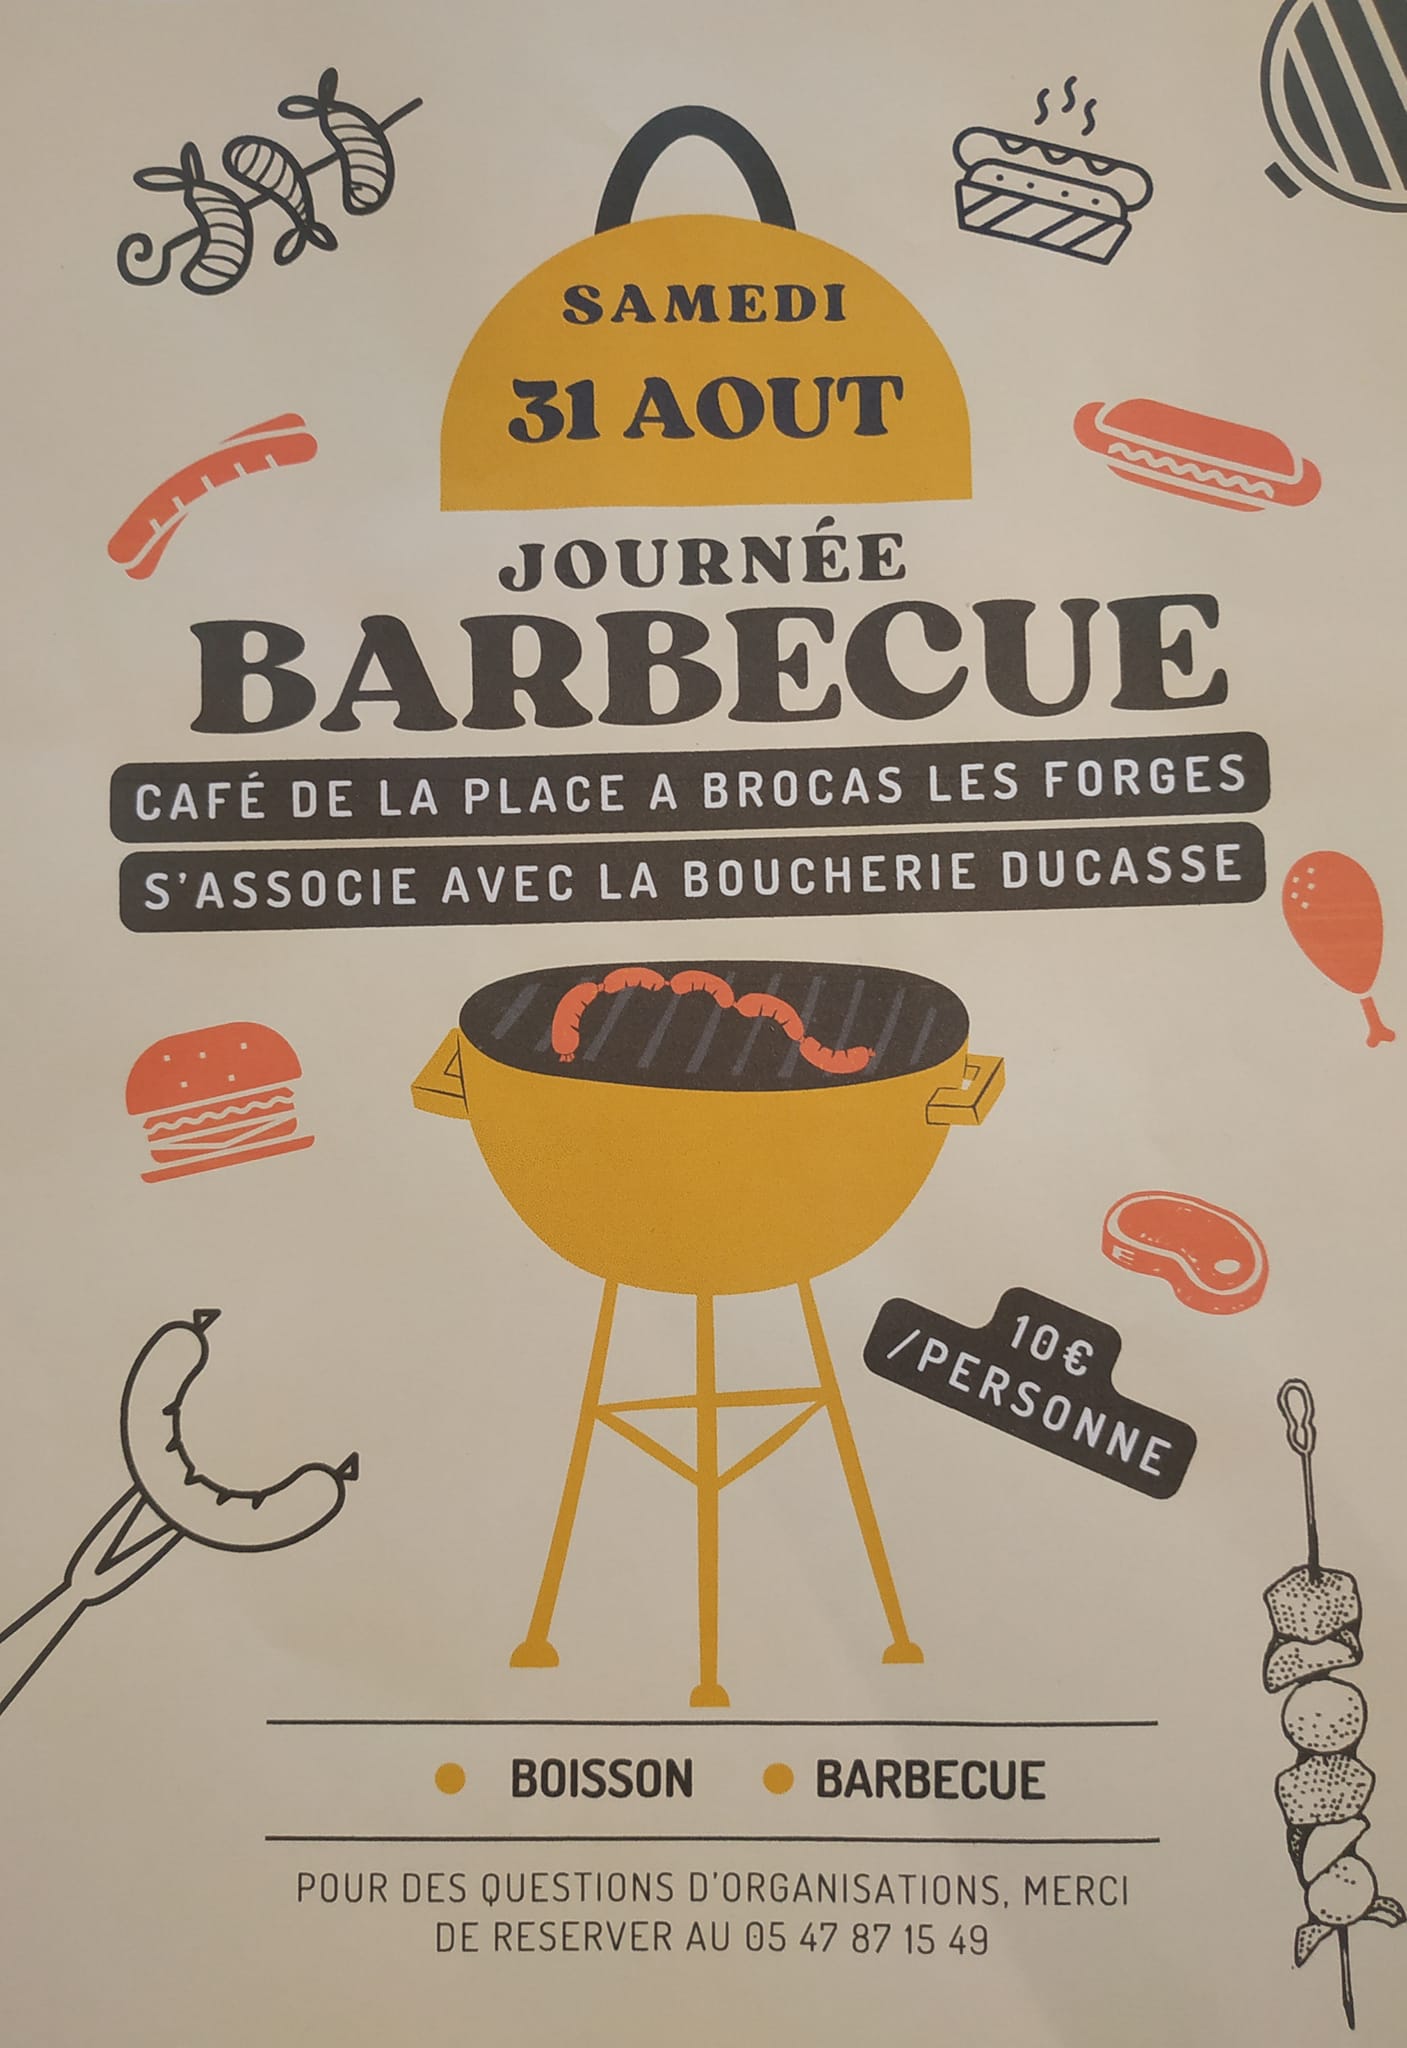 SAMEDI
31 AOUT
JOURNÉE
BARBECUE
CAFÉ DE LA PLACE A BROCAS LES FORGES
S'ASSOCIE AVEC LA BOUCHERIE DUCASSE
10€
/PERSONNE
BOISSON
BARBECUE
POUR DES QUESTIONS D'ORGANISATIONS, MERCI
DE RESERVER AU 05 47 87 15 49